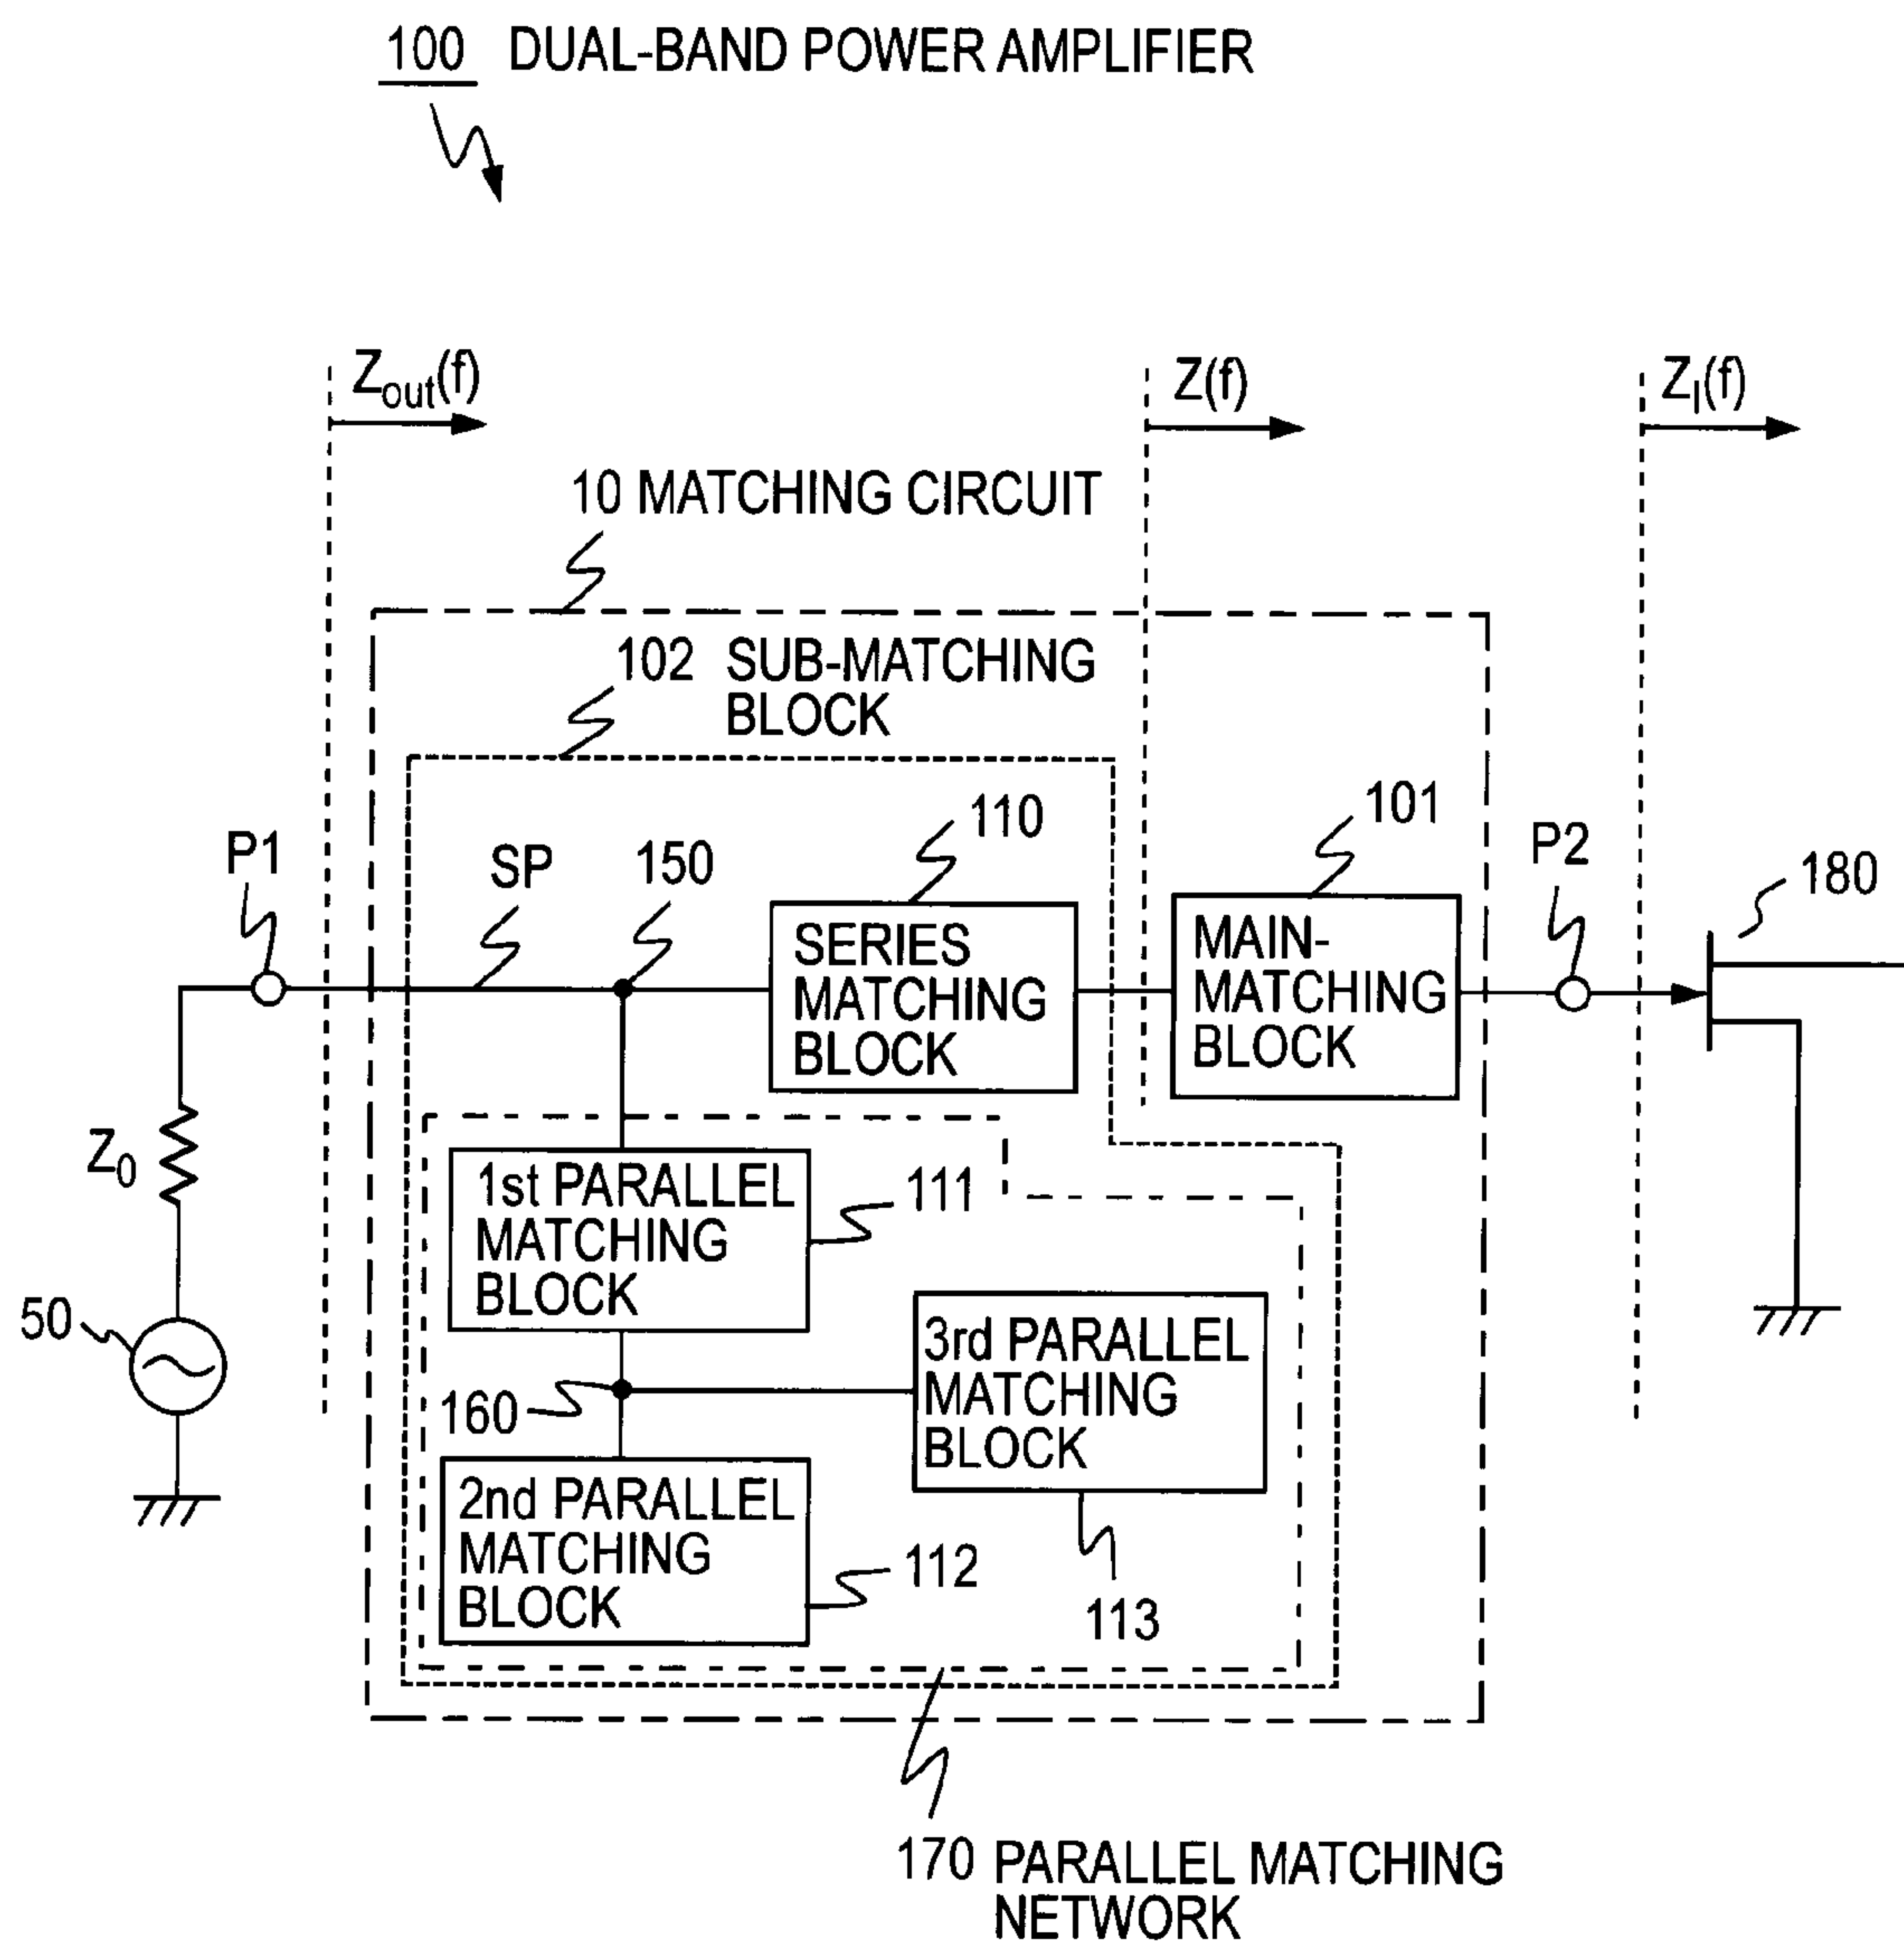 100 DUAL-BAND POWER AMPLIFIER
Zout(f)
Z(f)
Zl(f)
10 MATCHING CIRCUIT
102 SUB-MATCHING
BLOCK
110
101
P1
SP
150
P2
180
SERIES
MATCHING
BLOCK
MAIN-
MATCHING
BLOCK
Z0
1st PARALLEL
MATCHING
BLOCK
111
50
3rd PARALLEL
MATCHING
BLOCK
160
2nd PARALLEL
MATCHING
BLOCK
112
113
170 PARALLEL MATCHING
NETWORK